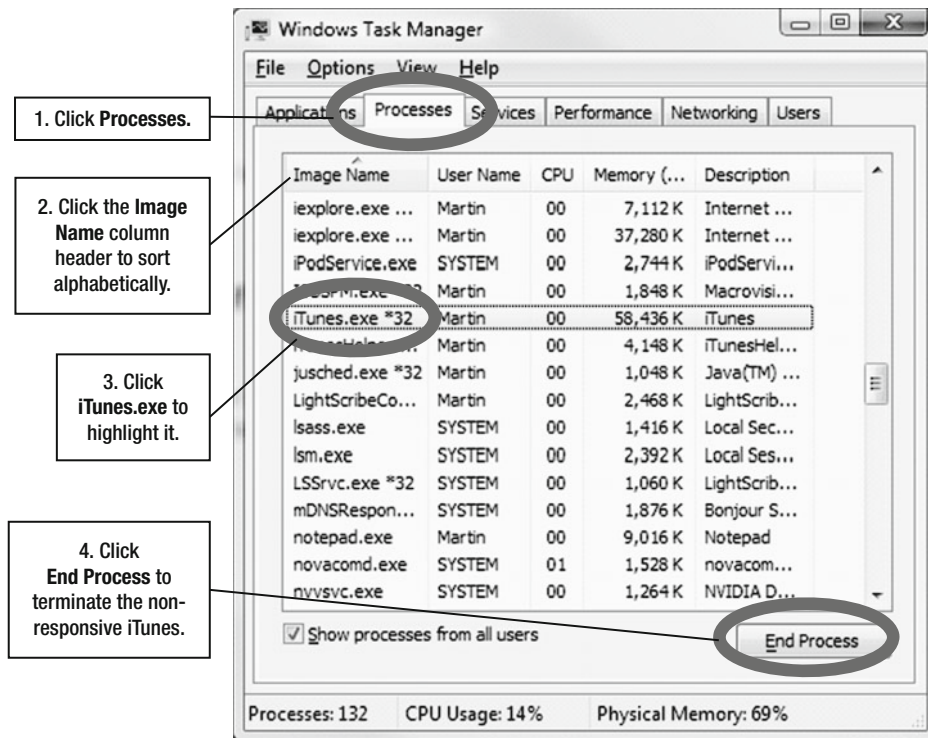 Windows Task Manager
File Options View Help
Applications Processes Services Performance Networking Users
1. Click Processes.
Image Name User Name CPU Memory (... Description
2. Click the Image
Name column
header to sort
alphabetically.
iexplore.exe ... Martin 00 7,112 K Internet ...
iexplore.exe ... Martin 00 37,280 K Internet ...
iPodService.exe SYSTEM 00 2,744 K iPodServi...
Martin 00 1,848 K Macrovisi...
iTunes.exe *32 Martin 00 58,436 K iTunes
Martin 00 4,148 K iTunesHel...
3. Click
iTunes.exe to
highlight it.
jusched.exe *32 Martin 00 1,048 K Java(TM) ...
LightScribeCo... Martin 00 2,468 K LightScrib...
lsass.exe SYSTEM 00 1,416 K Local Sec...
lsm.exe SYSTEM 00 2,392 K Local Ses...
LSSrvc.exe *32 SYSTEM 00 1,060 K LightScrib...
mDNSRespon... SYSTEM 00 1,876 K Bonjour S...
notepad.exe Martin 00 9,016 K Notepad
novacomd.exe SYSTEM 01 1,528 K novacom...
nvvsvc.exe SYSTEM 00 1,264 K NVIDIA D...
4. Click
End Process to
terminate the non-
responsive iTunes.
Show processes from all users
End Process
Processes: 132 CPU Usage: 14% Physical Memory: 69%